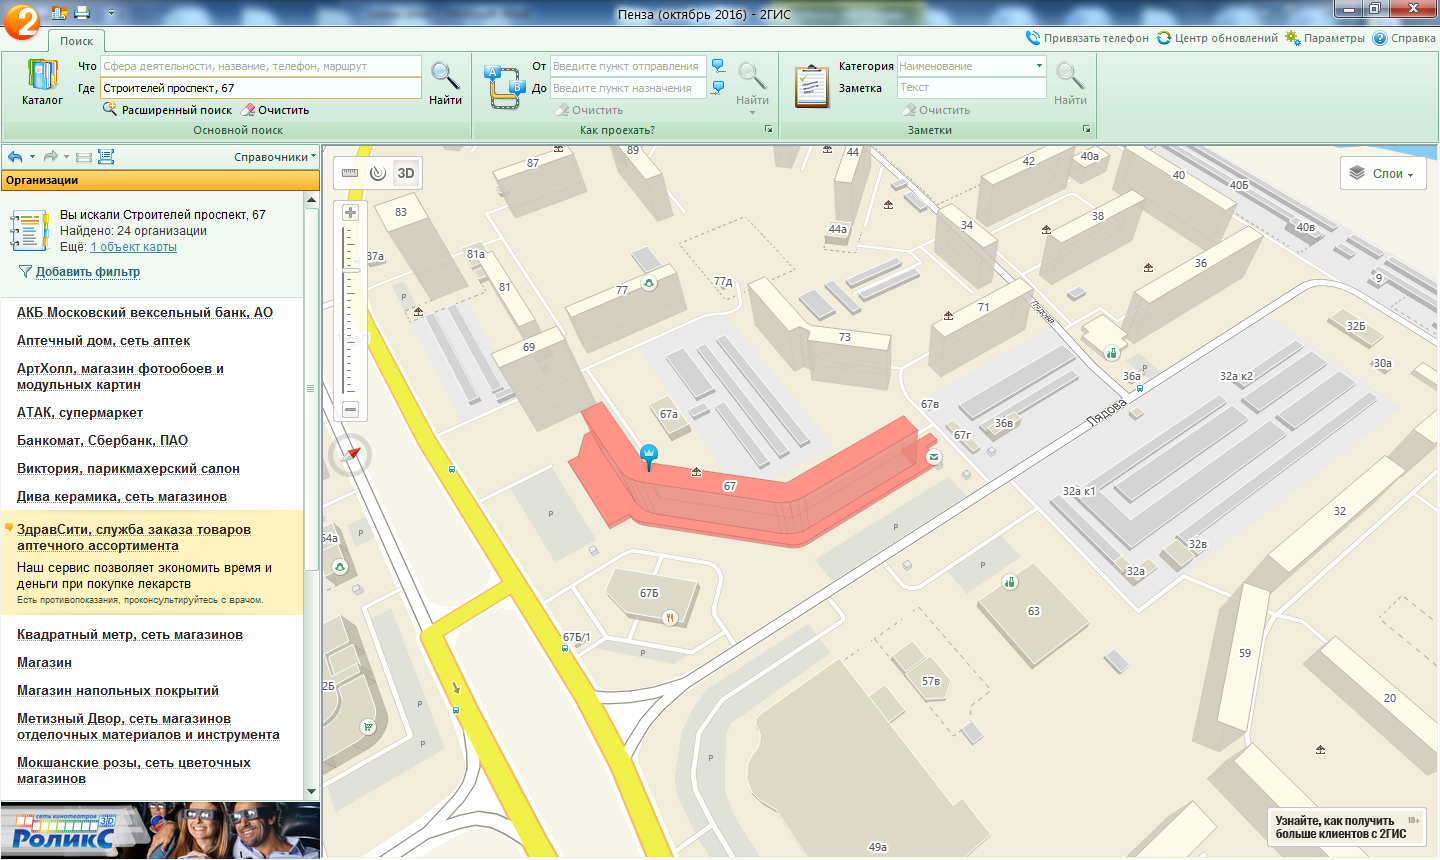 Пенза (октябрь 2016) - 2ГИС
2
Поиск
Привязать телефон
Центр обновлений
Параметры
Справка
Каталог
Что
Сфера деятельности, название, телефон, маршрут
Где
Строителей проспект, 67
Расширенный поиск
Очистить
Найти
Основной поиск
От
Введите пункт отправления
До
Введите пункт назначения
Очистить
Найти
Как проехать?
Категория
Наименование
Заметка
Текст
Очистить
Найти
Заметки
Справочники
Организации
Вы искали Строителей проспект, 67
Найдено: 24 организации
Ещё: 1 объект карты
Добавить фильтр
АКБ Московский вексельный банк, АО
Аптечный дом, сеть аптек
АртХолл, магазин фотообоев и
модульных картин
АТАК, супермаркет
Банкомат, Сбербанк, ПАО
Виктория, парикмахерский салон
Дива керамика, сеть магазинов
ЗдравСити, служба заказа товаров
аптечного ассортимента
Наш сервис позволяет экономить время и
деньги при покупке лекарств
Есть противопоказания, проконсультируйтесь с врачом.
Квадратный метр, сеть магазинов
Магазин
Магазин напольных покрытий
Метизный Двор, сеть магазинов
отделочных материалов и инструмента
Мокшанские розы, сеть цветочных
магазинов
сеть кинотеатров
3D
РоликС
3D
Слои
87
89
44
42
40а
40
40Б
83
34
38
40в
44а
37а
81а
36
9
77д
81
77
71
Лядова
P
32Б
69
73
30а
36а
32а к2
67а
67в
Лядова
36в
67г
67
32а к1
P
P
32
54а
32в
P
32а
67Б
63
67Б/1
P
59
57в
2Б
20
P
P
P
49а
Узнайте, как получить
больше клиентов с 2ГИС
18+